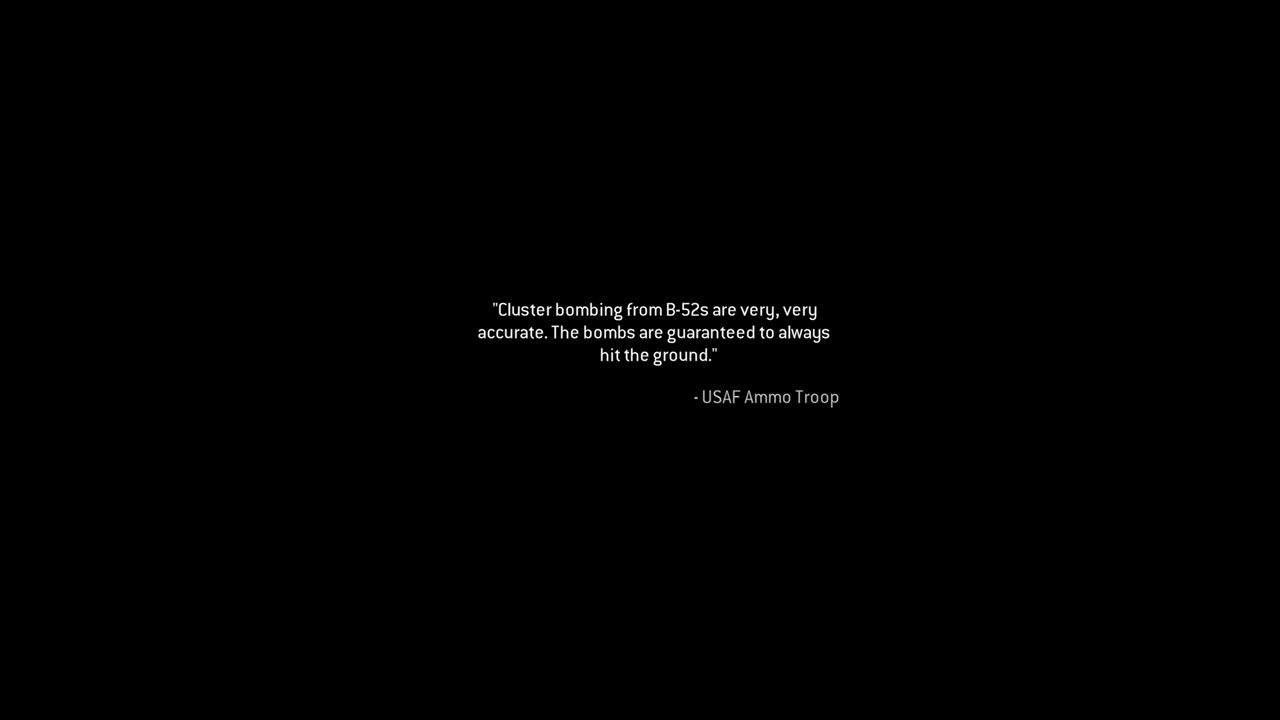 "Cluster bombing from B-52s are very, very
accurate. The bombs are guaranteed to always
hit the ground."
- USAF Ammo Troop